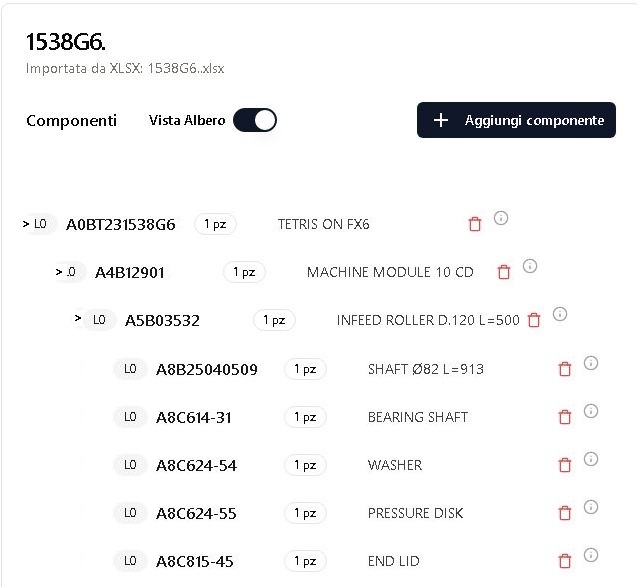 1538G6.
Importata da XLSX: 1538G6..xlsx
Componenti Vista Albero + Aggiungi componente
> L0 A0BT231538G6 1 pz TETRIS ON FX6
> .0 A4B12901 1 pz MACHINE MODULE 10 CD
> L0 A5B03532 1 pz INFEED ROLLER D.120 L=500
L0 A8B25040509 1 pz SHAFT Ø82 L=913
L0 A8C614-31 1 pz BEARING SHAFT
L0 A8C624-54 1 pz WASHER
L0 A8C624-55 1 pz PRESSURE DISK
L0 A8C815-45 1 pz END LID